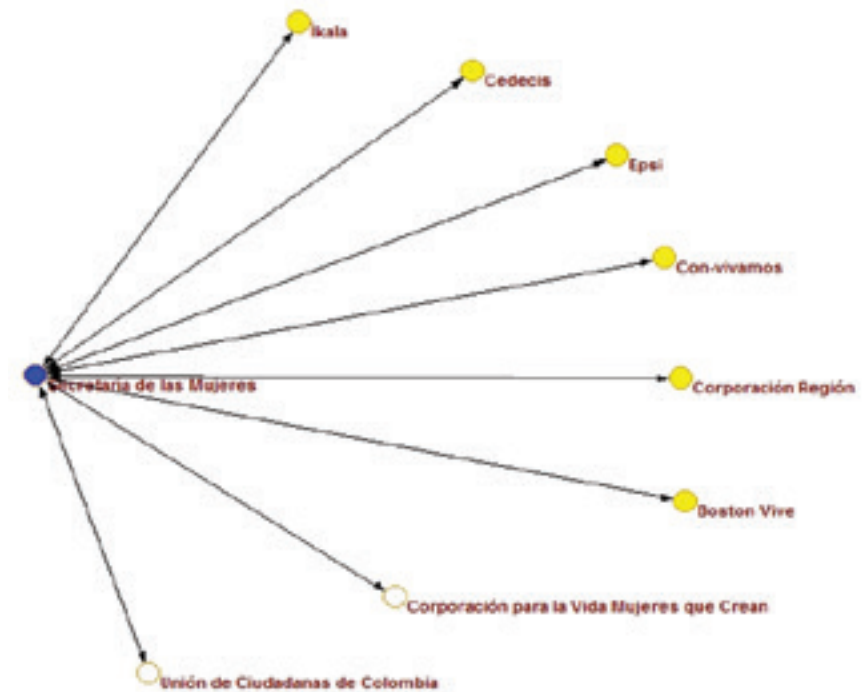 Ikala
Cedecis
Epsi
Con-vivamos
Secretaria de las Mujeres
Corporación Región
Boston Vive
Corporación para la Vida Mujeres que Crean
Unión de Ciudadanas de Colombia